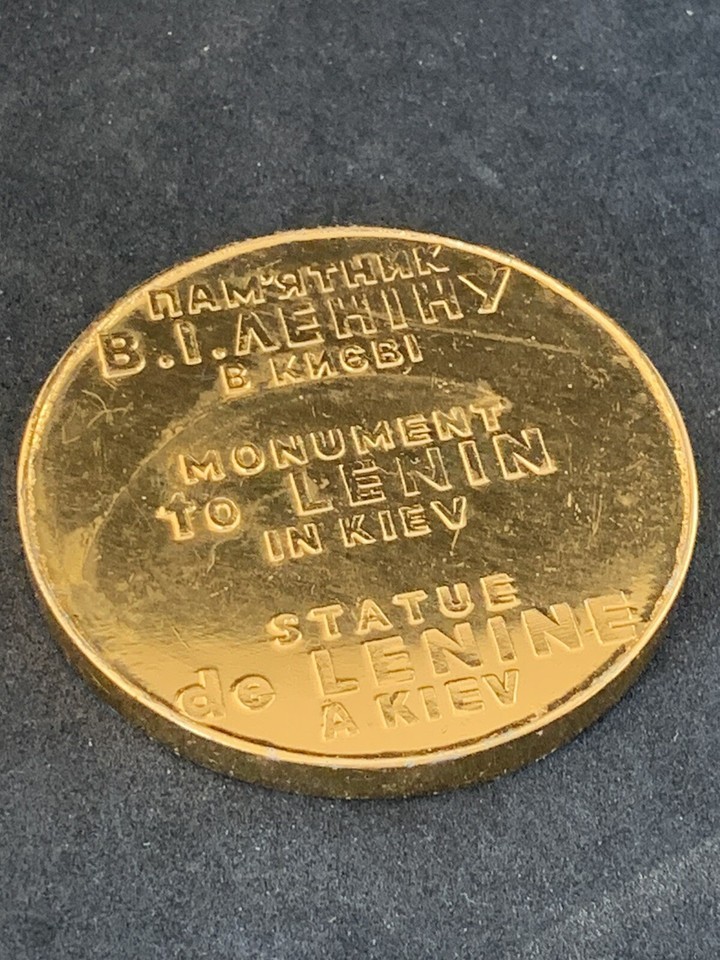 ПАМ'ЯТНИК
В.І.ЛЕНІНУ
В КИЄВІ
MONUMENT
TO LENIN
IN KIEV
STATUE
de LENINE
A KIEV